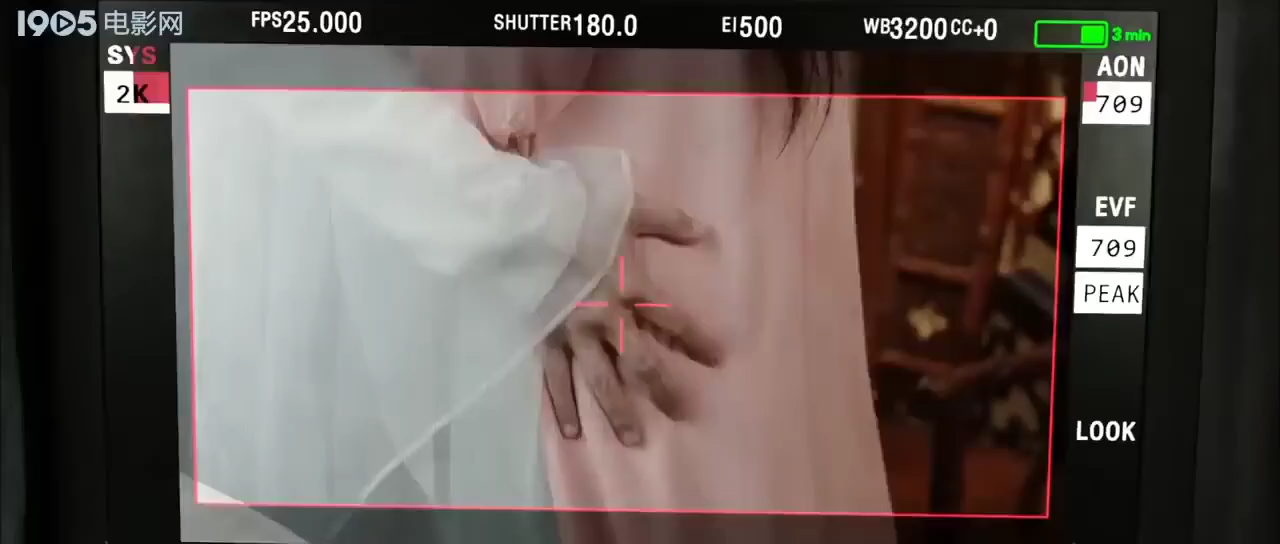 1905电影网
FPS25.000
SHUTTER180.0
EI500
WB3200CC+0
3 min
SYS
2K
AON
709
EVF
709
PEAK
LOOK